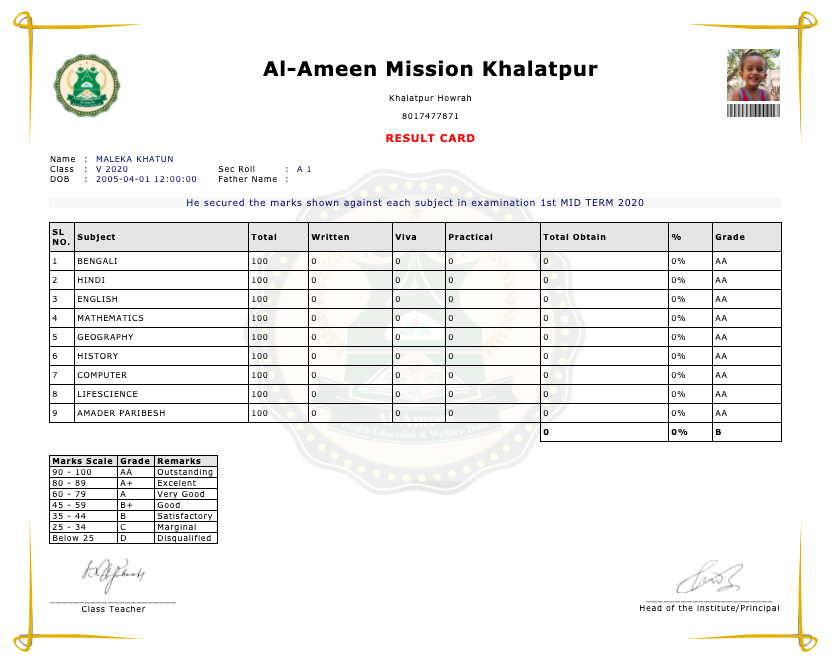 Al-Ameen Mission Khalatpur
Khalatpur Howrah
8017477871
RESULT CARD
Name : MALEKA KHATUN
Class : V 2020 Sec Roll : A 1
DOB : 2005-04-01 12:00:00 Father Name :
He secured the marks shown against each subject in examination 1st MID TERM 2020
SL NO. Subject Total Written Viva Practical Total Obtain % Grade
1 BENGALI 100 0 0 0 0 0% AA
2 HINDI 100 0 0 0 0 0% AA
3 ENGLISH 100 0 0 0 0 0% AA
4 MATHEMATICS 100 0 0 0 0 0% AA
5 GEOGRAPHY 100 0 0 0 0 0% AA
6 HISTORY 100 0 0 0 0 0% AA
7 COMPUTER 100 0 0 0 0 0% AA
8 LIFESCIENCE 100 0 0 0 0 0% AA
9 AMADER PARIBESH 100 0 0 0 0 0% AA
0 0% B
Marks Scale Grade Remarks
90 - 100 AA Outstanding
80 - 89 A+ Excelent
60 - 79 A Very Good
45 - 59 B+ Good
35 - 44 B Satisfactory
25 - 34 C Marginal
Below 25 D Disqualified
Class Teacher
Head of the institute/Principal